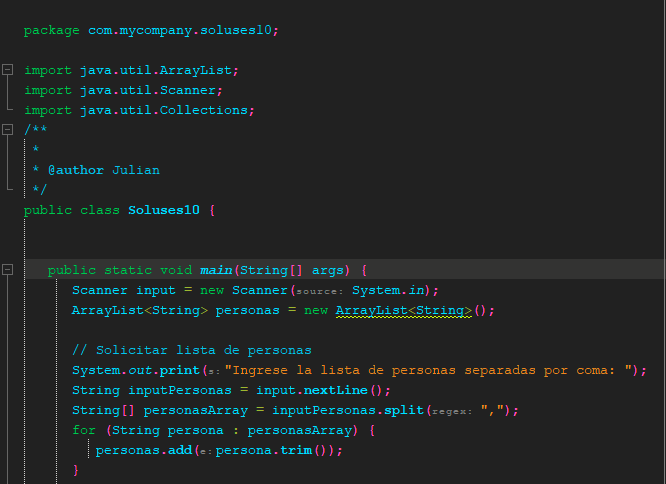 package com.mycompany.soluses10;
import java.util.ArrayList;
import java.util.Scanner;
import java.util.Collections;
/**
 *
 * @author Julian
 */
public class Soluses10 {
public static void main(String[] args) {
Scanner input = new Scanner(source: System.in);
ArrayList<String> personas = new ArrayList<String>();
// Solicitar lista de personas
System.out.print(s: "Ingrese la lista de personas separadas por coma: ");
String inputPersonas = input.nextLine();
String[] personasArray = inputPersonas.split(regex: ",");
for (String persona : personasArray) {
personas.add(e: persona.trim());
}